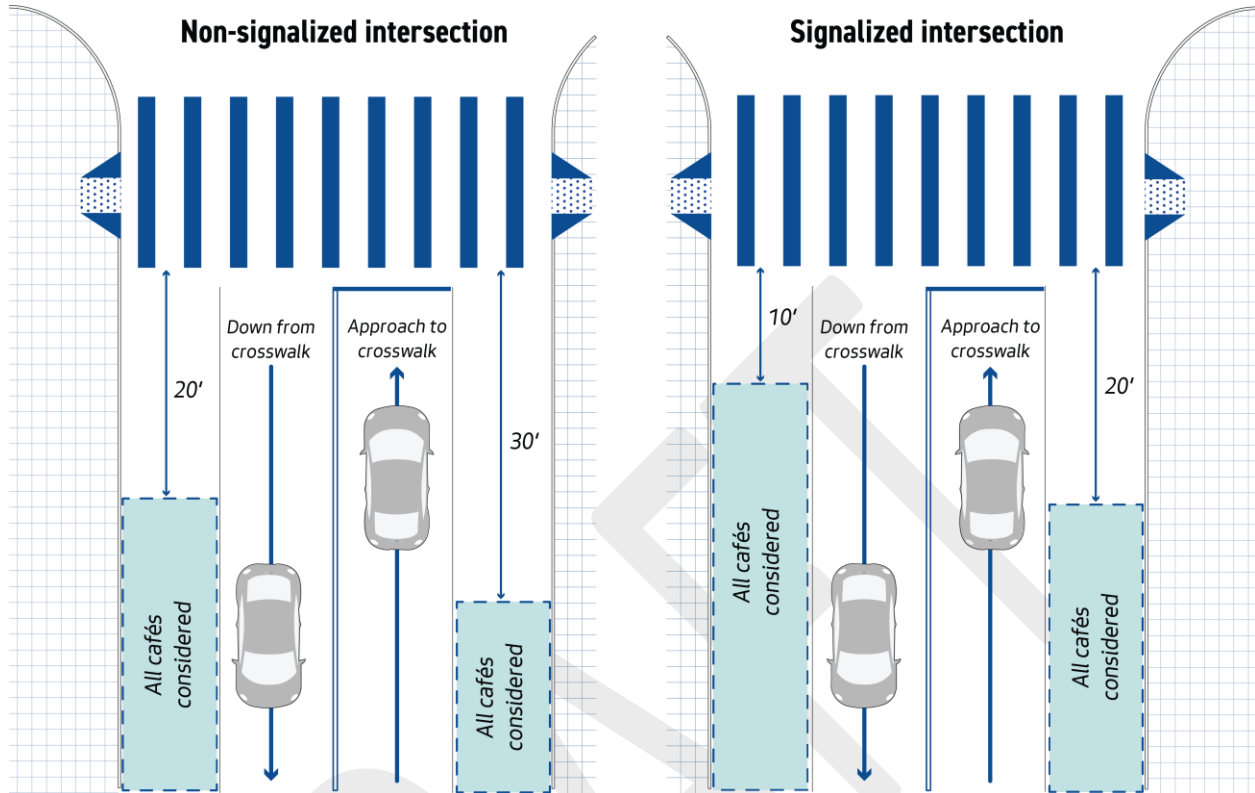 Non-signalized intersection
20'
Down from
crosswalk
Approach to
crosswalk
30'
All cafés
considered
All cafés
considered
Signalized intersection
10'
Down from
crosswalk
Approach to
crosswalk
20'
All cafés
considered
All cafés
considered